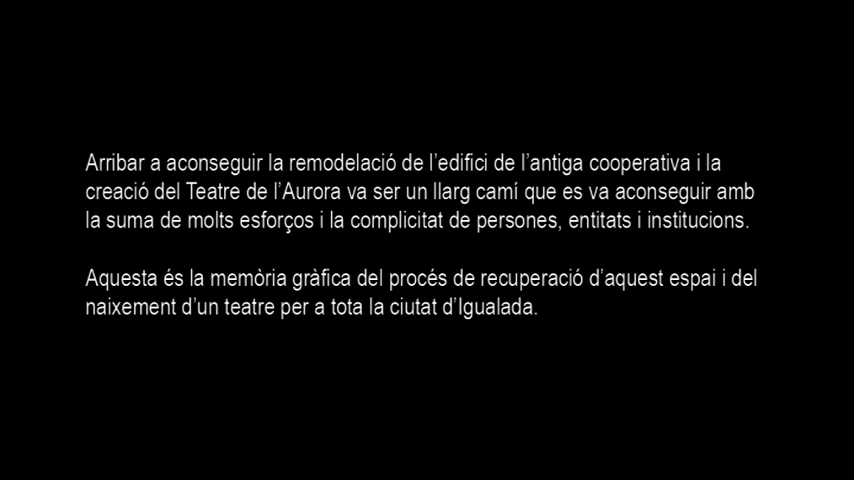 Arribar a aconseguir la remodelació de l’edifici de l’antiga cooperativa i la
creació del Teatre de l’Aurora va ser un llarg camí que es va aconseguir amb
la suma de molts esforços i la complicitat de persones, entitats i institucions.
Aquesta és la memòria gràfica del procés de recuperació d’aquest espai i del
naixement d’un teatre per a tota la ciutat d’Igualada.